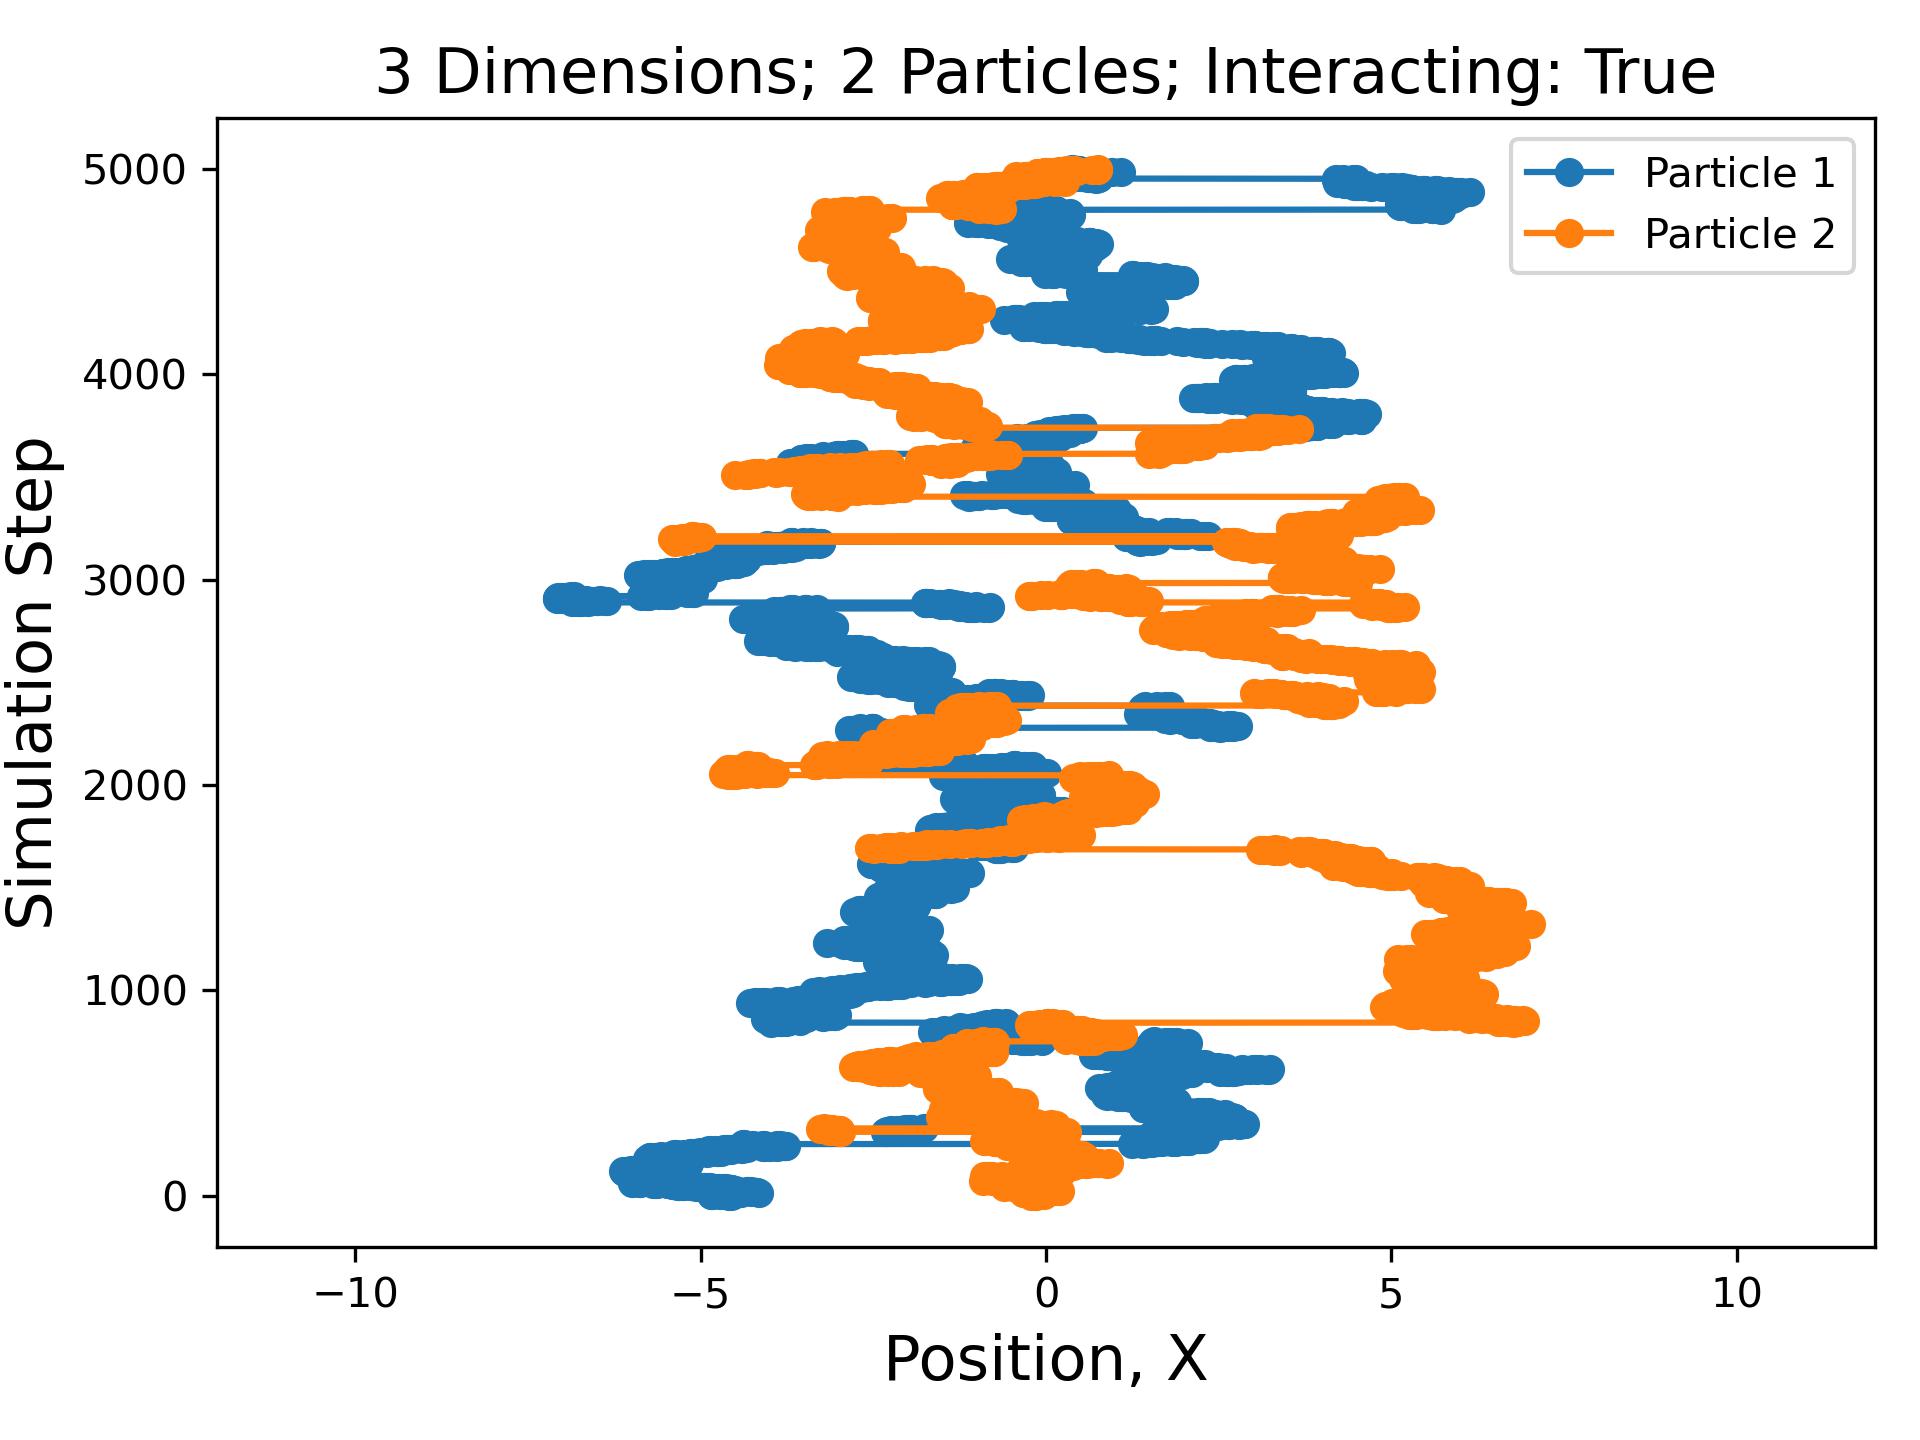 3 Dimensions; 2 Particles; Interacting: True
Particle 1
Particle 2
5000
4000
3000
2000
1000
0
Simulation Step
−10
−5
0
5
10
Position, X